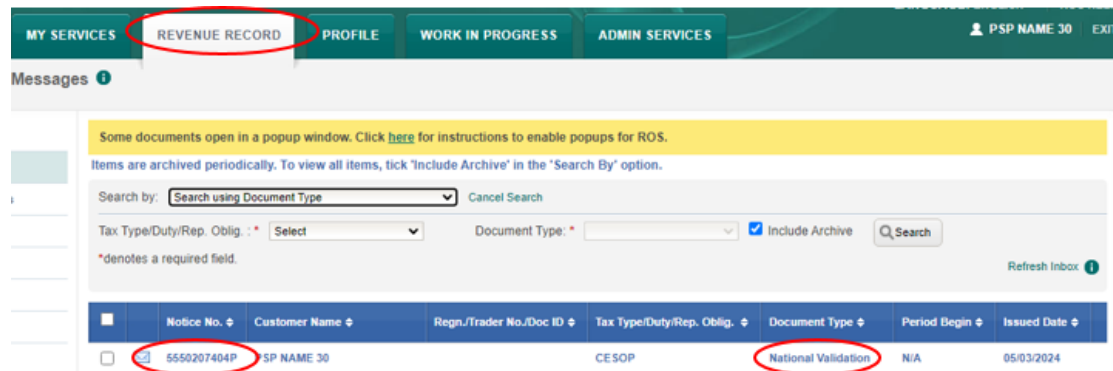 MY SERVICES REVENUE RECORD PROFILE WORK IN PROGRESS ADMIN SERVICES PSP NAME 30
Messages
Some documents open in a popup window. Click here for instructions to enable popups for ROS.
Items are archived periodically. To view all items, tick 'Include Archive' in the 'Search By' option.
Search by: Search using Document Type Cancel Search
Tax Type/Duty/Rep. Oblig. : * Select Document Type: * Include Archive Search
*denotes a required field.
Refresh Inbox
Notice No. Customer Name Regn./Trader No./Doc ID Tax Type/Duty/Rep. Oblig. Document Type Period Begin Issued Date
5550207404P PSP NAME 30 CESOP National Validation N/A 05/03/2024